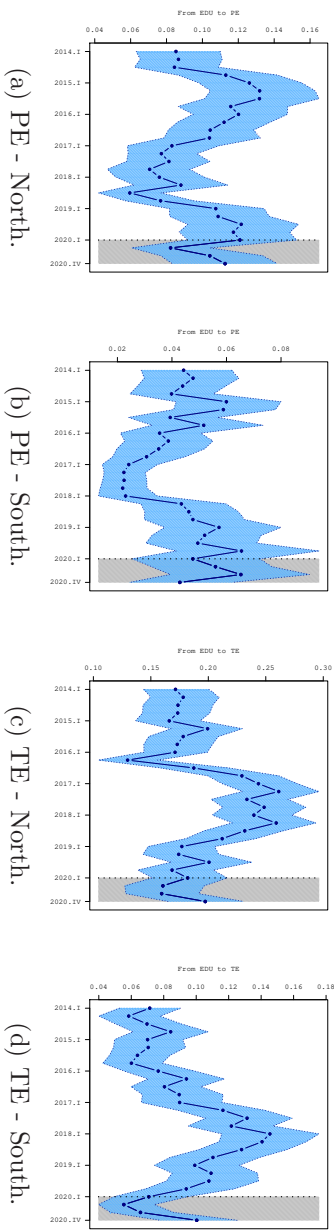 From EDU to PE
0.04 0.06 0.08 0.10 0.12 0.14 0.16
2014.I
2015.I
2016.I
2017.I
2018.I
2019.I
2020.I
2020.IV
(a) PE - North.
From EDU to PE
0.02 0.04 0.06 0.08
2014.I
2015.I
2016.I
2017.I
2018.I
2019.I
2020.I
2020.IV
(b) PE - South.
From EDU to TE
0.10 0.15 0.20 0.25 0.30
2014.I
2015.I
2016.I
2017.I
2018.I
2019.I
2020.I
2020.IV
(c) TE - North.
From EDU to TE
0.04 0.06 0.08 0.10 0.12 0.14 0.16 0.18
2014.I
2015.I
2016.I
2017.I
2018.I
2019.I
2020.I
2020.IV
(d) TE - South.